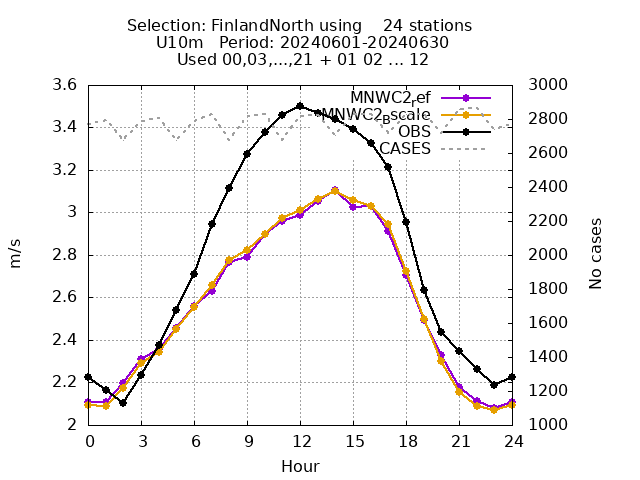 Selection: FinlandNorth using    24 stations
U10m   Period: 20240601-20240630
Used 00,03,...,21 + 01 02 ... 12
3.6
3.4
3.2
3
2.8
2.6
2.4
2.2
2
m/s
MNWC2_ref
MNWC2_Bscale
OBS
CASES
3000
2800
2600
2400
2200
2000
1800
1600
1400
1200
1000
No cases
0 3 6 9 12 15 18 21 24
Hour